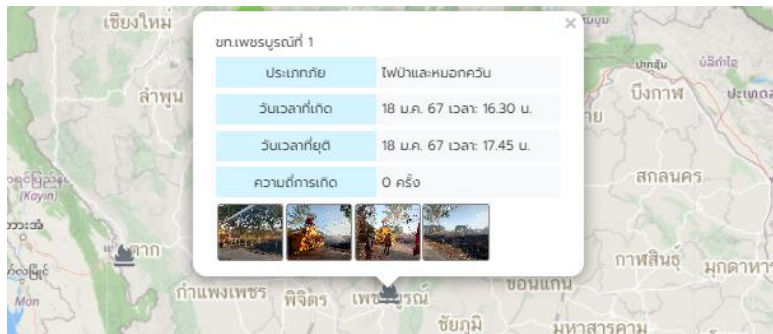 เชียงใหม่
ลำพูน
ขท.เพชรบูรณ์ที่ 1
×
ประเภทภัย ไฟป่าและหมอกควัน
วันเวลาที่เกิด 18 ม.ค. 67 เวลา: 16.30 น.
วันเวลาที่ยุติ 18 ม.ค. 67 เวลา: 17.45 น.
ความถี่การเกิด 0 ครั้ง
บึงกาฬ
สกลนคร
(Kayin)
ตาก
Mon
กำแพงเพชร
พิจิตร
ขอนแก่น
กาฬสินธุ์
มุกดาหา
ชัยภูมิ
มหาสารคาม